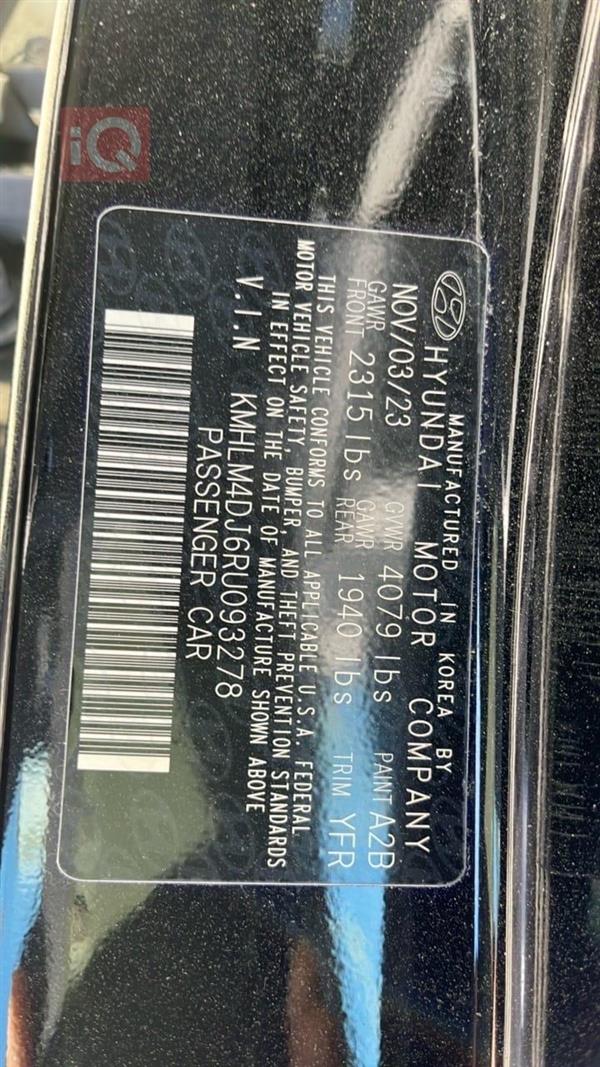 iQ
MANUFACTURED IN KOREA BY
HYUNDAI MOTOR COMPANY
NOV/03/23 GVWR 4079 lbs PAINT A2B
GAWR FRONT 2315 lbs GAWR REAR 1940 lbs TRIM YFR
THIS VEHICLE CONFORMS TO ALL APPLICABLE U.S.A. FEDERAL
MOTOR VEHICLE SAFETY, BUMPER, AND THEFT PREVENTION STANDARDS
IN EFFECT ON THE DATE OF MANUFACTURE SHOWN ABOVE
V.I.N KMHLM4DJ6RU093278
PASSENGER CAR